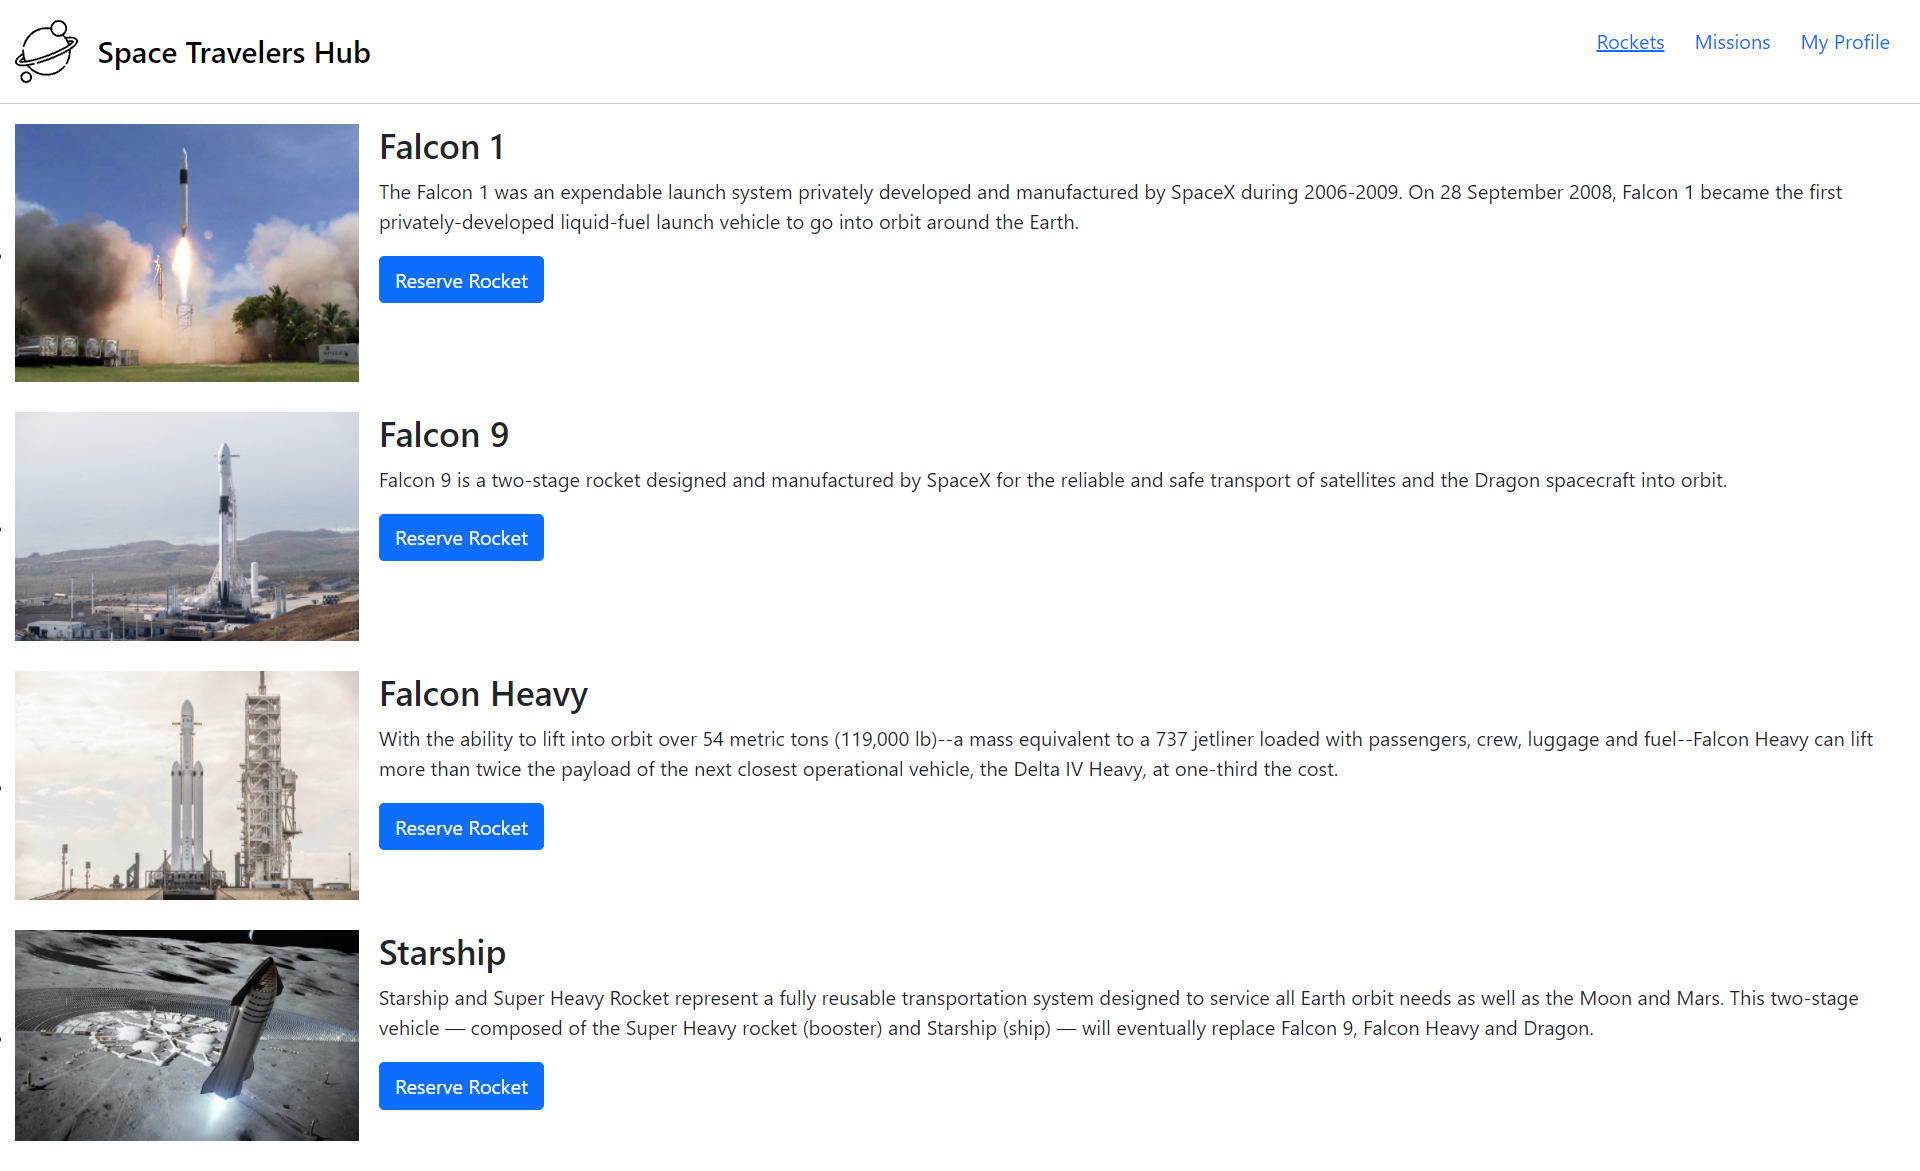 Space Travelers Hub
Rockets Missions My Profile
Falcon 1
The Falcon 1 was an expendable launch system privately developed and manufactured by SpaceX during 2006-2009. On 28 September 2008, Falcon 1 became the first
privately-developed liquid-fuel launch vehicle to go into orbit around the Earth.
Reserve Rocket
Falcon 9
Falcon 9 is a two-stage rocket designed and manufactured by SpaceX for the reliable and safe transport of satellites and the Dragon spacecraft into orbit.
Reserve Rocket
Falcon Heavy
With the ability to lift into orbit over 54 metric tons (119,000 lb)--a mass equivalent to a 737 jetliner loaded with passengers, crew, luggage and fuel--Falcon Heavy can lift
more than twice the payload of the next closest operational vehicle, the Delta IV Heavy, at one-third the cost.
Reserve Rocket
Starship
Starship and Super Heavy Rocket represent a fully reusable transportation system designed to service all Earth orbit needs as well as the Moon and Mars. This two-stage
vehicle — composed of the Super Heavy rocket (booster) and Starship (ship) — will eventually replace Falcon 9, Falcon Heavy and Dragon.
Reserve Rocket